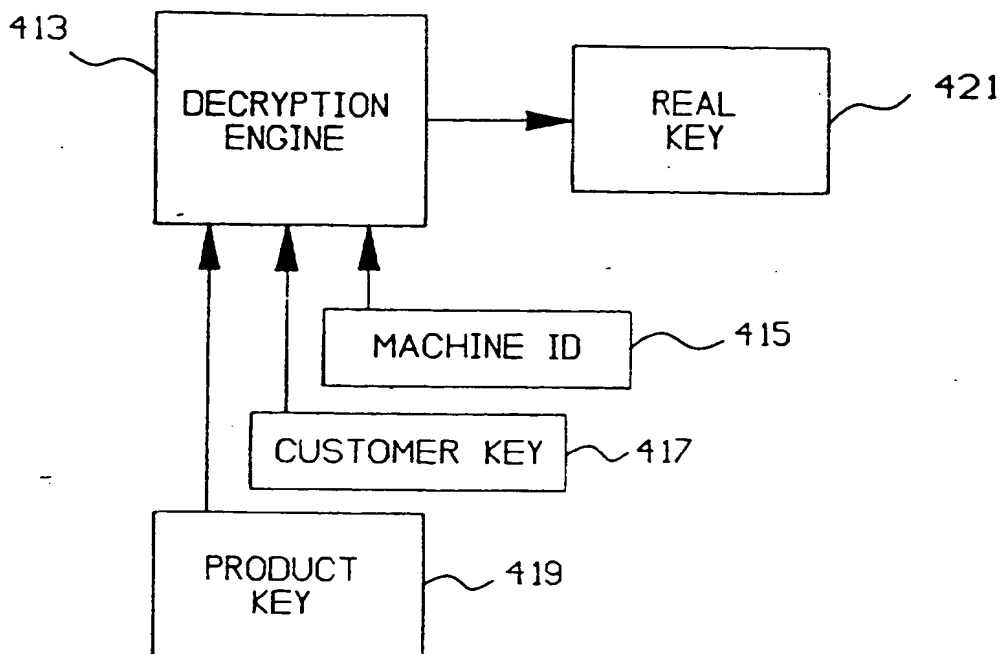 413
DECRYPTION
ENGINE
REAL
KEY
421
MACHINE ID
415
CUSTOMER KEY
417
PRODUCT
KEY
419